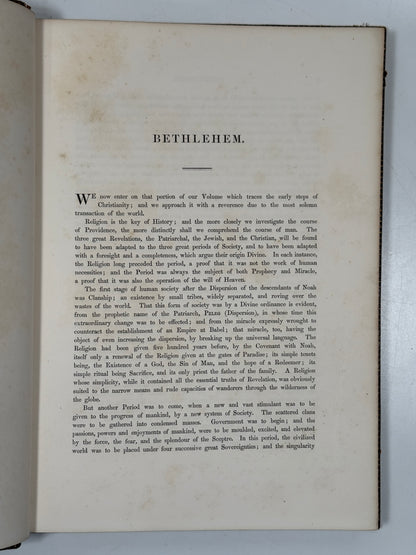 BETHLEHEM.
WE now enter on that portion of our Volume which traces the early steps of
Christianity; and we approach it with a reverence due to the most solemn
transaction of the world.
Religion is the key of History; and the more closely we investigate the course
of Providence, the more distinctly shall we comprehend the course of man. The
three great Revelations, the Patriarchal, the Jewish, and the Christian, will be found
to have been adapted to the three great periods of Society, and to have been adapted
with a foresight and a completeness, which argue their origin Divine. In each instance,
the Religion long preceded the period, a proof that it was not the work of human
necessities; and the Period was always the subject of both Prophecy and Miracle,
a proof that it was also the operation of the will of Heaven.
The first stage of human society after the Dispersion of the descendants of Noah
was Clanship; an existence by small tribes, widely separated, and roving over the
wastes of the world. That this form of society was by a Divine ordinance, is evident,
from the prophetic name of the Patriarch, PELEG (Dispersion), in whose time this
extraordinary change was to be effected; and from the miracle expressly wrought to
counteract the establishment of an Empire at Babel; that miracle, too, having the
object of even increasing the dispersion, by breaking up the universal language. The
Religion had been given five hundred years before, by the Covenant with Noah,
itself only a renewal of the Religion given at the gates of Paradise; its simple tenets
being, the Existence of a God, the Sin of Man, and the hope of a Redeemer; its
simple ritual being Sacrifice, and its only priest the father of the family. A Religion
whose simplicity, while it contained all the essential truths of Revelation, was obviously
suited to the narrow means and rude capacities of wanderers through the wilderness of
the globe.
But another Period was to come, when a new and vast stimulant was to be
given to the progress of mankind, by a new system of Society. The scattered clans
were to be gathered into condensed masses. Government was to begin; and the
passions, powers and enjoyments of mankind, were to be moulded, excited, and elevated
by the force, the fear, and the splendour of the Sceptre. In this period, the civilized
world was to be placed under four successive great Sovereignties; and the singularity